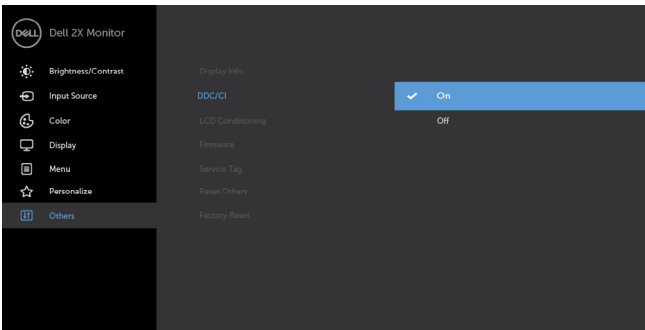 DELL Dell 2X Monitor
Brightness/Contrast
Display Info
Input Source
DDC/CI
On
Color
LCD Conditioning
Off
Display
Firmware
Menu
Service Tag
Personalize
Reset Others
Others
Factory Reset